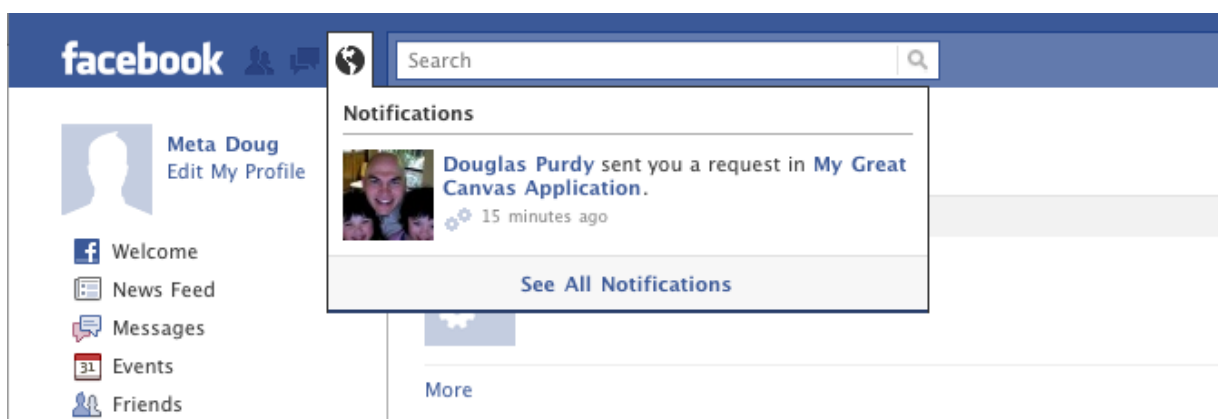 facebook
Search
Notifications
Meta Doug
Edit My Profile
Douglas Purdy sent you a request in My Great
Canvas Application.
15 minutes ago
See All Notifications
Welcome
News Feed
Messages
31 Events
Friends
More